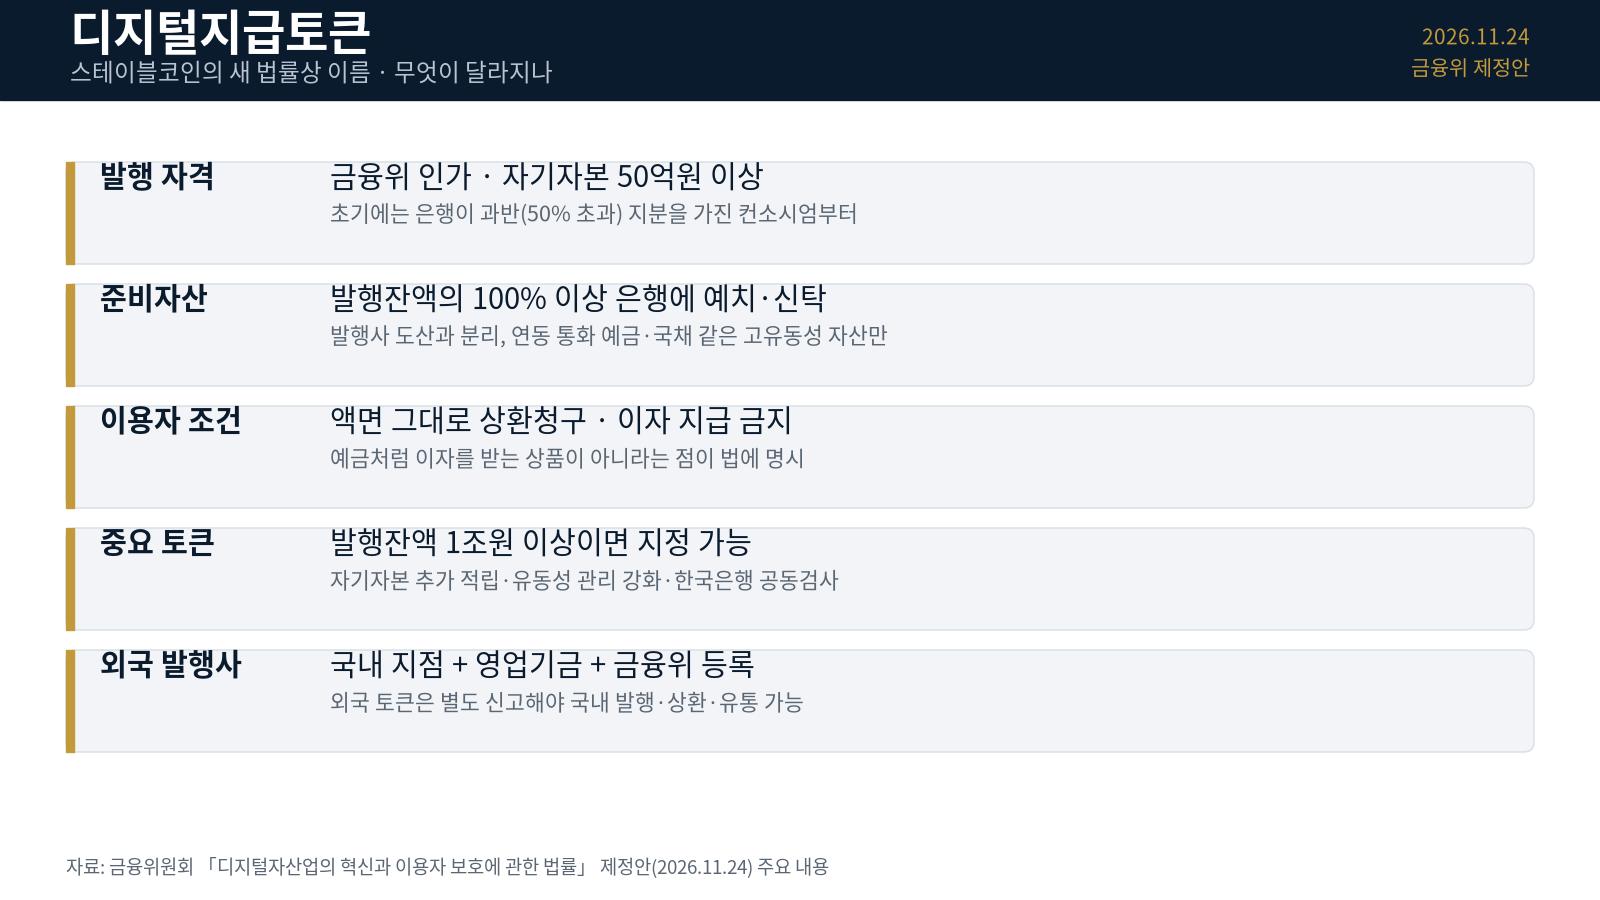 디지털지급토큰
스테이블코인의 새 법률상 이름 · 무엇이 달라지나
2026.11.24
금융위 제정안
발행 자격
금융위 인가 · 자기자본 50억원 이상
초기에는 은행이 과반(50% 초과) 지분을 가진 컨소시엄부터
준비자산
발행잔액의 100% 이상 은행에 예치·신탁
발행사 도산과 분리, 연동 통화 예금·국채 같은 고유동성 자산만
이용자 조건
액면 그대로 상환청구 · 이자 지급 금지
예금처럼 이자를 받는 상품이 아니라는 점이 법에 명시
중요 토큰
발행잔액 1조원 이상이면 지정 가능
자기자본 추가 적립·유동성 관리 강화·한국은행 공동검사
외국 발행사
국내 지점 + 영업기금 + 금융위 등록
외국 토큰은 별도 신고해야 국내 발행·상환·유통 가능
자료: 금융위원회 「디지털자산업의 혁신과 이용자 보호에 관한 법률」 제정안(2026.11.24) 주요 내용